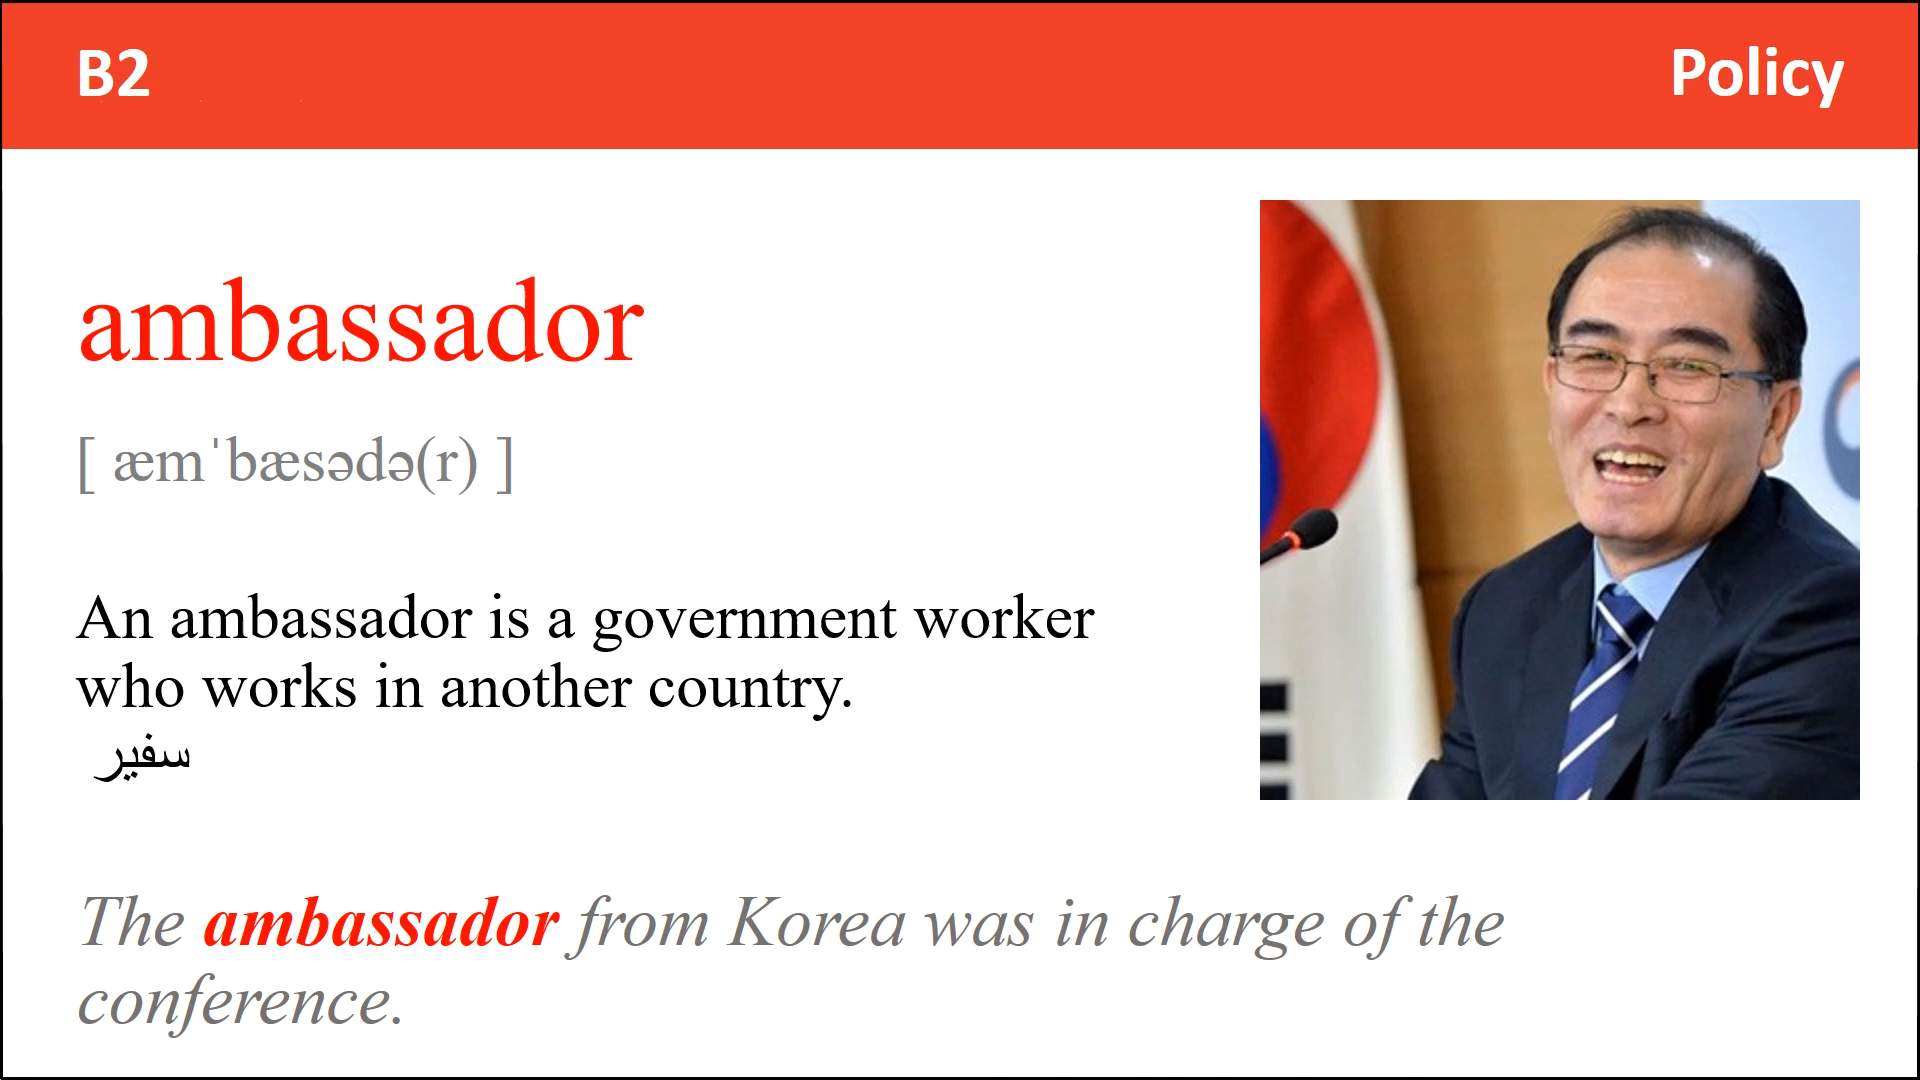 B2
Policy
ambassador
[ æmˈbæsədə(r) ]
An ambassador is a government worker
who works in another country.
سفیر
The ambassador from Korea was in charge of the
conference.